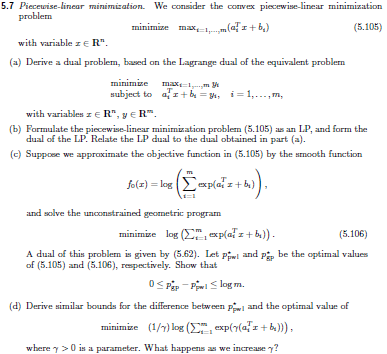 5.7 Piecewise-linear minimization. We consider the convex piecewise-linear minimization
problem
minimize max_{i=1,...,m}(a_i^T x + b_i) (5.105)
with variable x ∈ R^n.
(a) Derive a dual problem, based on the Lagrange dual of the equivalent problem
minimize max_{i=1,...,m} y_i
subject to a_i^T x + b_i = y_i, i = 1, . . . , m,
with variables x ∈ R^n, y ∈ R^m.
(b) Formulate the piecewise-linear minimization problem (5.105) as an LP, and form the
dual of the LP. Relate the LP dual to the dual obtained in part (a).
(c) Suppose we approximate the objective function in (5.105) by the smooth function
f_0(x) = log ( ∑_{i=1}^m exp(a_i^T x + b_i) ),
and solve the unconstrained geometric program
minimize log (∑_{i=1}^m exp(a_i^T x + b_i)). (5.106)
A dual of this problem is given by (5.62). Let p*_pwl and p*_gp be the optimal values
of (5.105) and (5.106), respectively. Show that
0 ≤ p*_gp − p*_pwl ≤ log m.
(d) Derive similar bounds for the difference between p*_pwl and the optimal value of
minimize (1/γ) log (∑_{i=1}^m exp(γ(a_i^T x + b_i))),
where γ > 0 is a parameter. What happens as we increase γ?